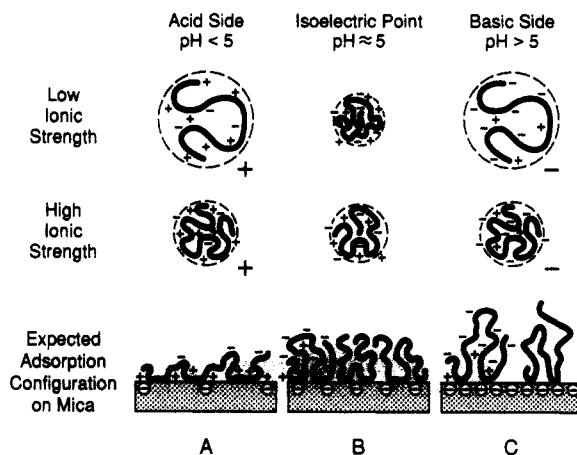 Acid Side
pH < 5
Isoelectric Point
pH ≈ 5
Basic Side
pH > 5
Low
Ionic
Strength
+
−
High
Ionic
Strength
+
−
Expected
Adsorption
Configuration
on Mica
A
B
C